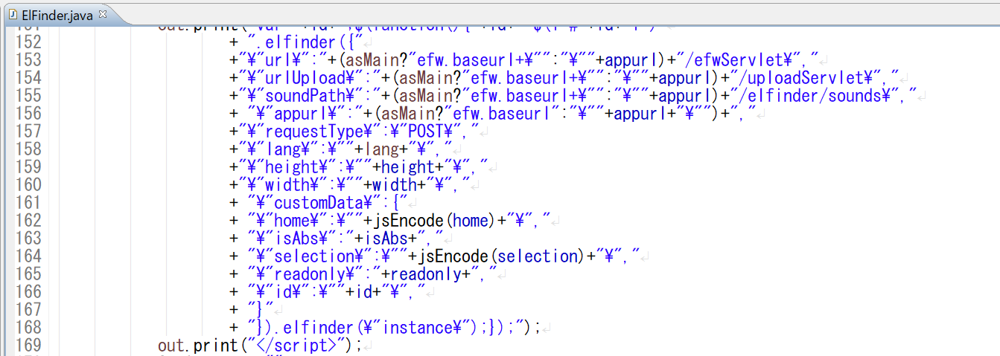 ElFinder.java
152 + ".elfinder({"
153 +"¥"url¥":"+(asMain?"efw.baseurl+¥"":"¥""+appurl)+"/efwServlet¥","
154 +"¥"urlUpload¥":"+(asMain?"efw.baseurl+¥"":"¥""+appurl)+"/uploadServlet¥","
155 +"¥"soundPath¥":"+(asMain?"efw.baseurl+¥"":"¥""+appurl)+"/elfinder/sounds¥","
156 + "¥"appurl¥":"+(asMain?"efw.baseurl":"¥""+appurl+"¥"")+","
157 +"¥"requestType¥":¥"POST¥","
158 +"¥"lang¥":¥""+lang+"¥","
159 +"¥"height¥":¥""+height+"¥","
160 +"¥"width¥":¥""+width+"¥","
161 + "¥"customData¥":{"
162 + "¥"home¥":¥""+jsEncode(home)+"¥","
163 + "¥"isAbs¥":"+isAbs+","
164 + "¥"selection¥":¥""+jsEncode(selection)+"¥","
165 + "¥"readonly¥":"+readonly+","
166 + "¥"id¥":¥""+id+"¥","
167 + "}"
168 + "}).elfinder(¥"instance¥");});");
169 out.print("</script>");